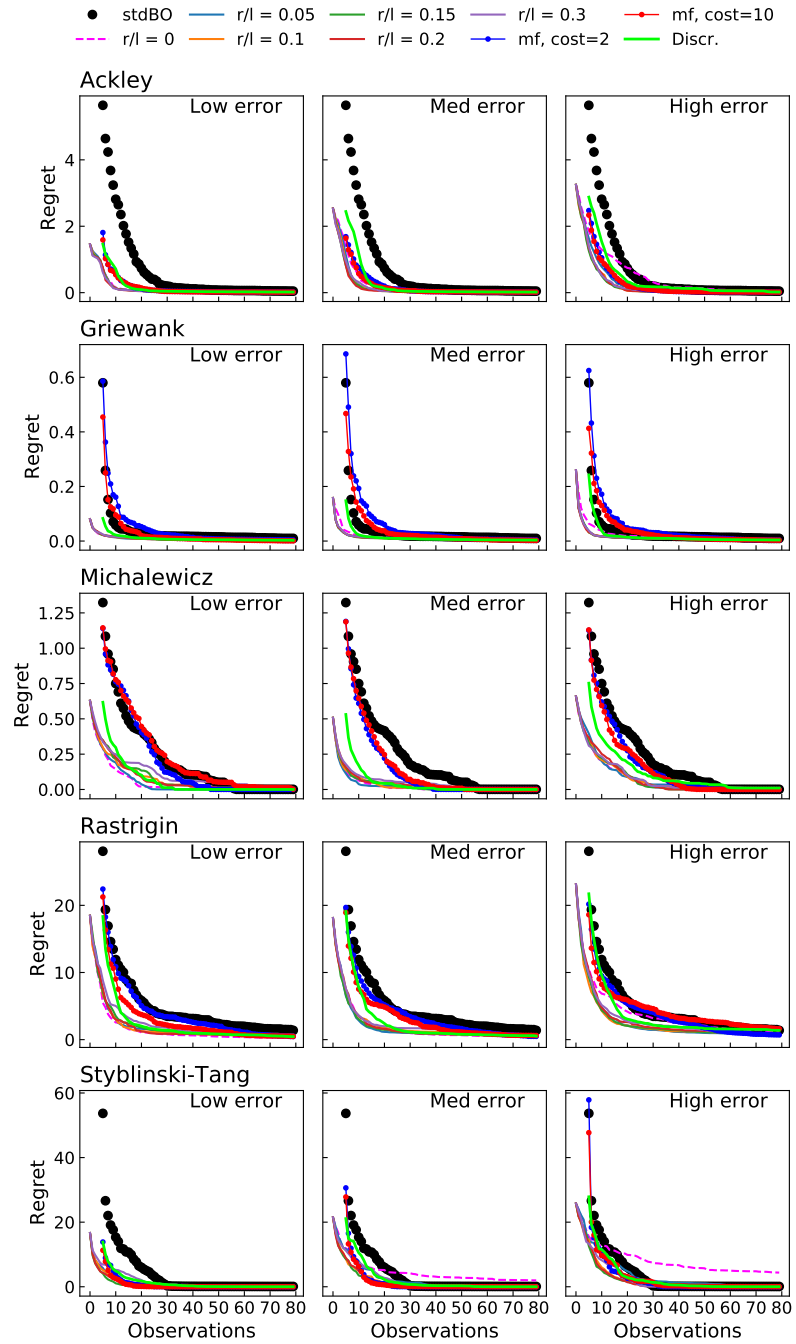 stdBO r/l = 0.05 r/l = 0.15 r/l = 0.3 mf, cost=10
r/l = 0 r/l = 0.1 r/l = 0.2 mf, cost=2 Discr.
Ackley
Low error Med error High error
Regret
4
2
0
Griewank
Low error Med error High error
Regret
0.6
0.4
0.2
0.0
Michalewicz
Low error Med error High error
Regret
1.25
1.00
0.75
0.50
0.25
0.00
Rastrigin
Low error Med error High error
Regret
20
10
0
Styblinski-Tang
Low error Med error High error
Regret
60
40
20
0
0 10 20 30 40 50 60 70 80 0 10 20 30 40 50 60 70 80 0 10 20 30 40 50 60 70 80
Observations Observations Observations